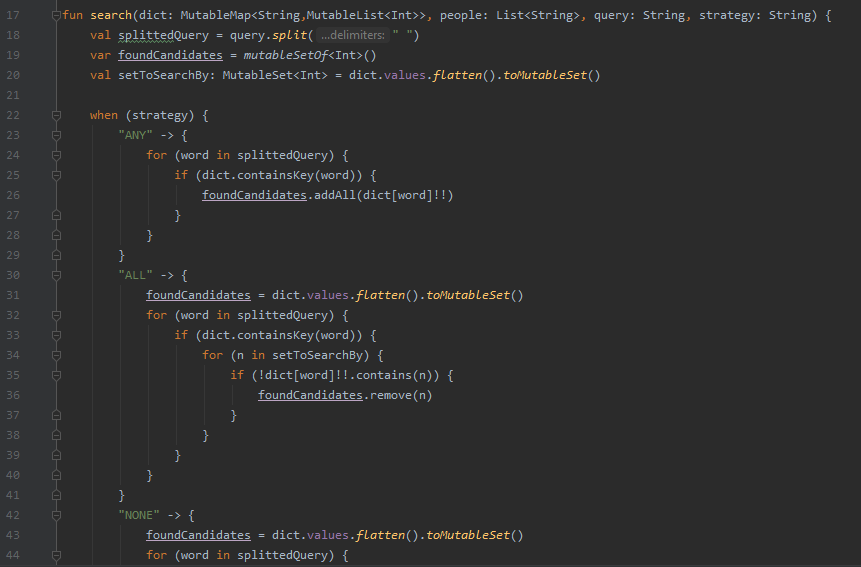 17 fun search(dict: MutableMap<String,MutableList<Int>>, people: List<String>, query: String, strategy: String) {
18     val splittedQuery = query.split( ...delimiters: " ")
19     var foundCandidates = mutableSetOf<Int>()
20     val setToSearchBy: MutableSet<Int> = dict.values.flatten().toMutableSet()
21
22     when (strategy) {
23         "ANY" -> {
24             for (word in splittedQuery) {
25                 if (dict.containsKey(word)) {
26                     foundCandidates.addAll(dict[word]!!)
27                 }
28             }
29         }
30         "ALL" -> {
31             foundCandidates = dict.values.flatten().toMutableSet()
32             for (word in splittedQuery) {
33                 if (dict.containsKey(word)) {
34                     for (n in setToSearchBy) {
35                         if (!dict[word]!!.contains(n)) {
36                             foundCandidates.remove(n)
37                         }
38                     }
39                 }
40             }
41         }
42         "NONE" -> {
43             foundCandidates = dict.values.flatten().toMutableSet()
44             for (word in splittedQuery) {